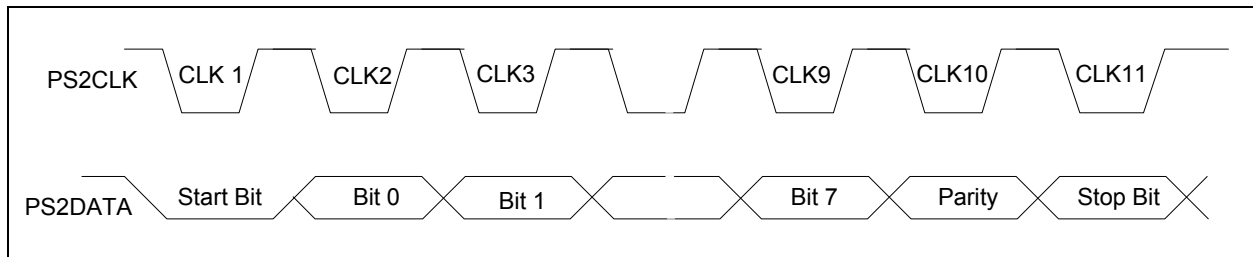 PS2CLK CLK 1 CLK2 CLK3 CLK9 CLK10 CLK11
PS2DATA Start Bit Bit 0 Bit 1 Bit 7 Parity Stop Bit